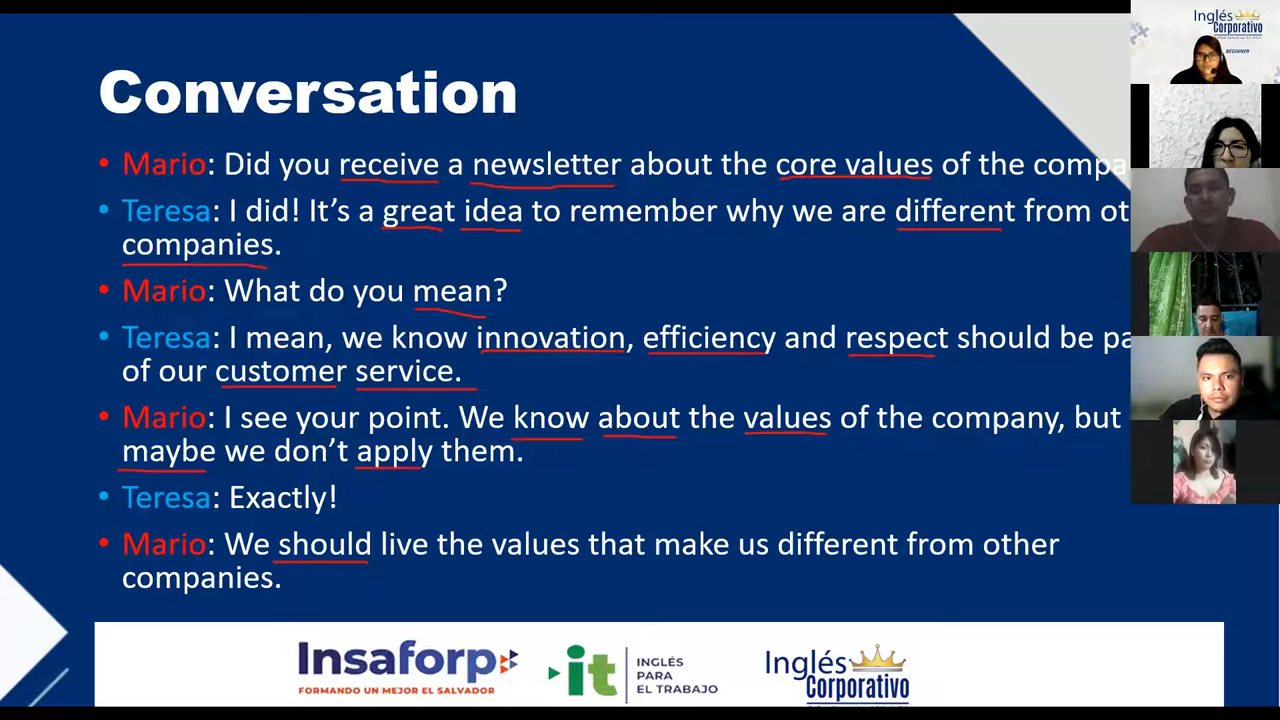 Conversation
• Mario: Did you receive a newsletter about the core values of the compa
• Teresa: I did! It’s a great idea to remember why we are different from ot
companies.
• Mario: What do you mean?
• Teresa: I mean, we know innovation, efficiency and respect should be pa
of our customer service.
• Mario: I see your point. We know about the values of the company, but
maybe we don’t apply them.
• Teresa: Exactly!
• Mario: We should live the values that make us different from other
companies.
Insaforp
FORMANDO UN MEJOR EL SALVADOR
it
INGLÉS
PARA
EL TRABAJO
Inglés
Corporativo
Inglés
Corporativo
BEGINNER